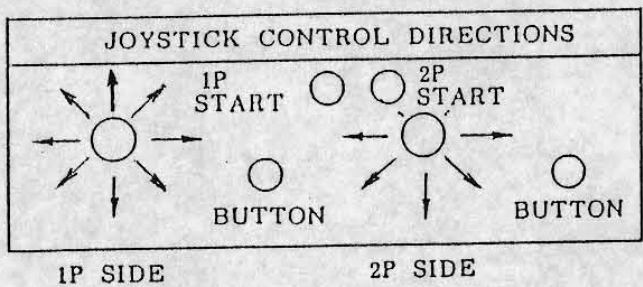 JOYSTICK CONTROL DIRECTIONS
1P
START
2P
START
BUTTON
BUTTON
1P SIDE
2P SIDE